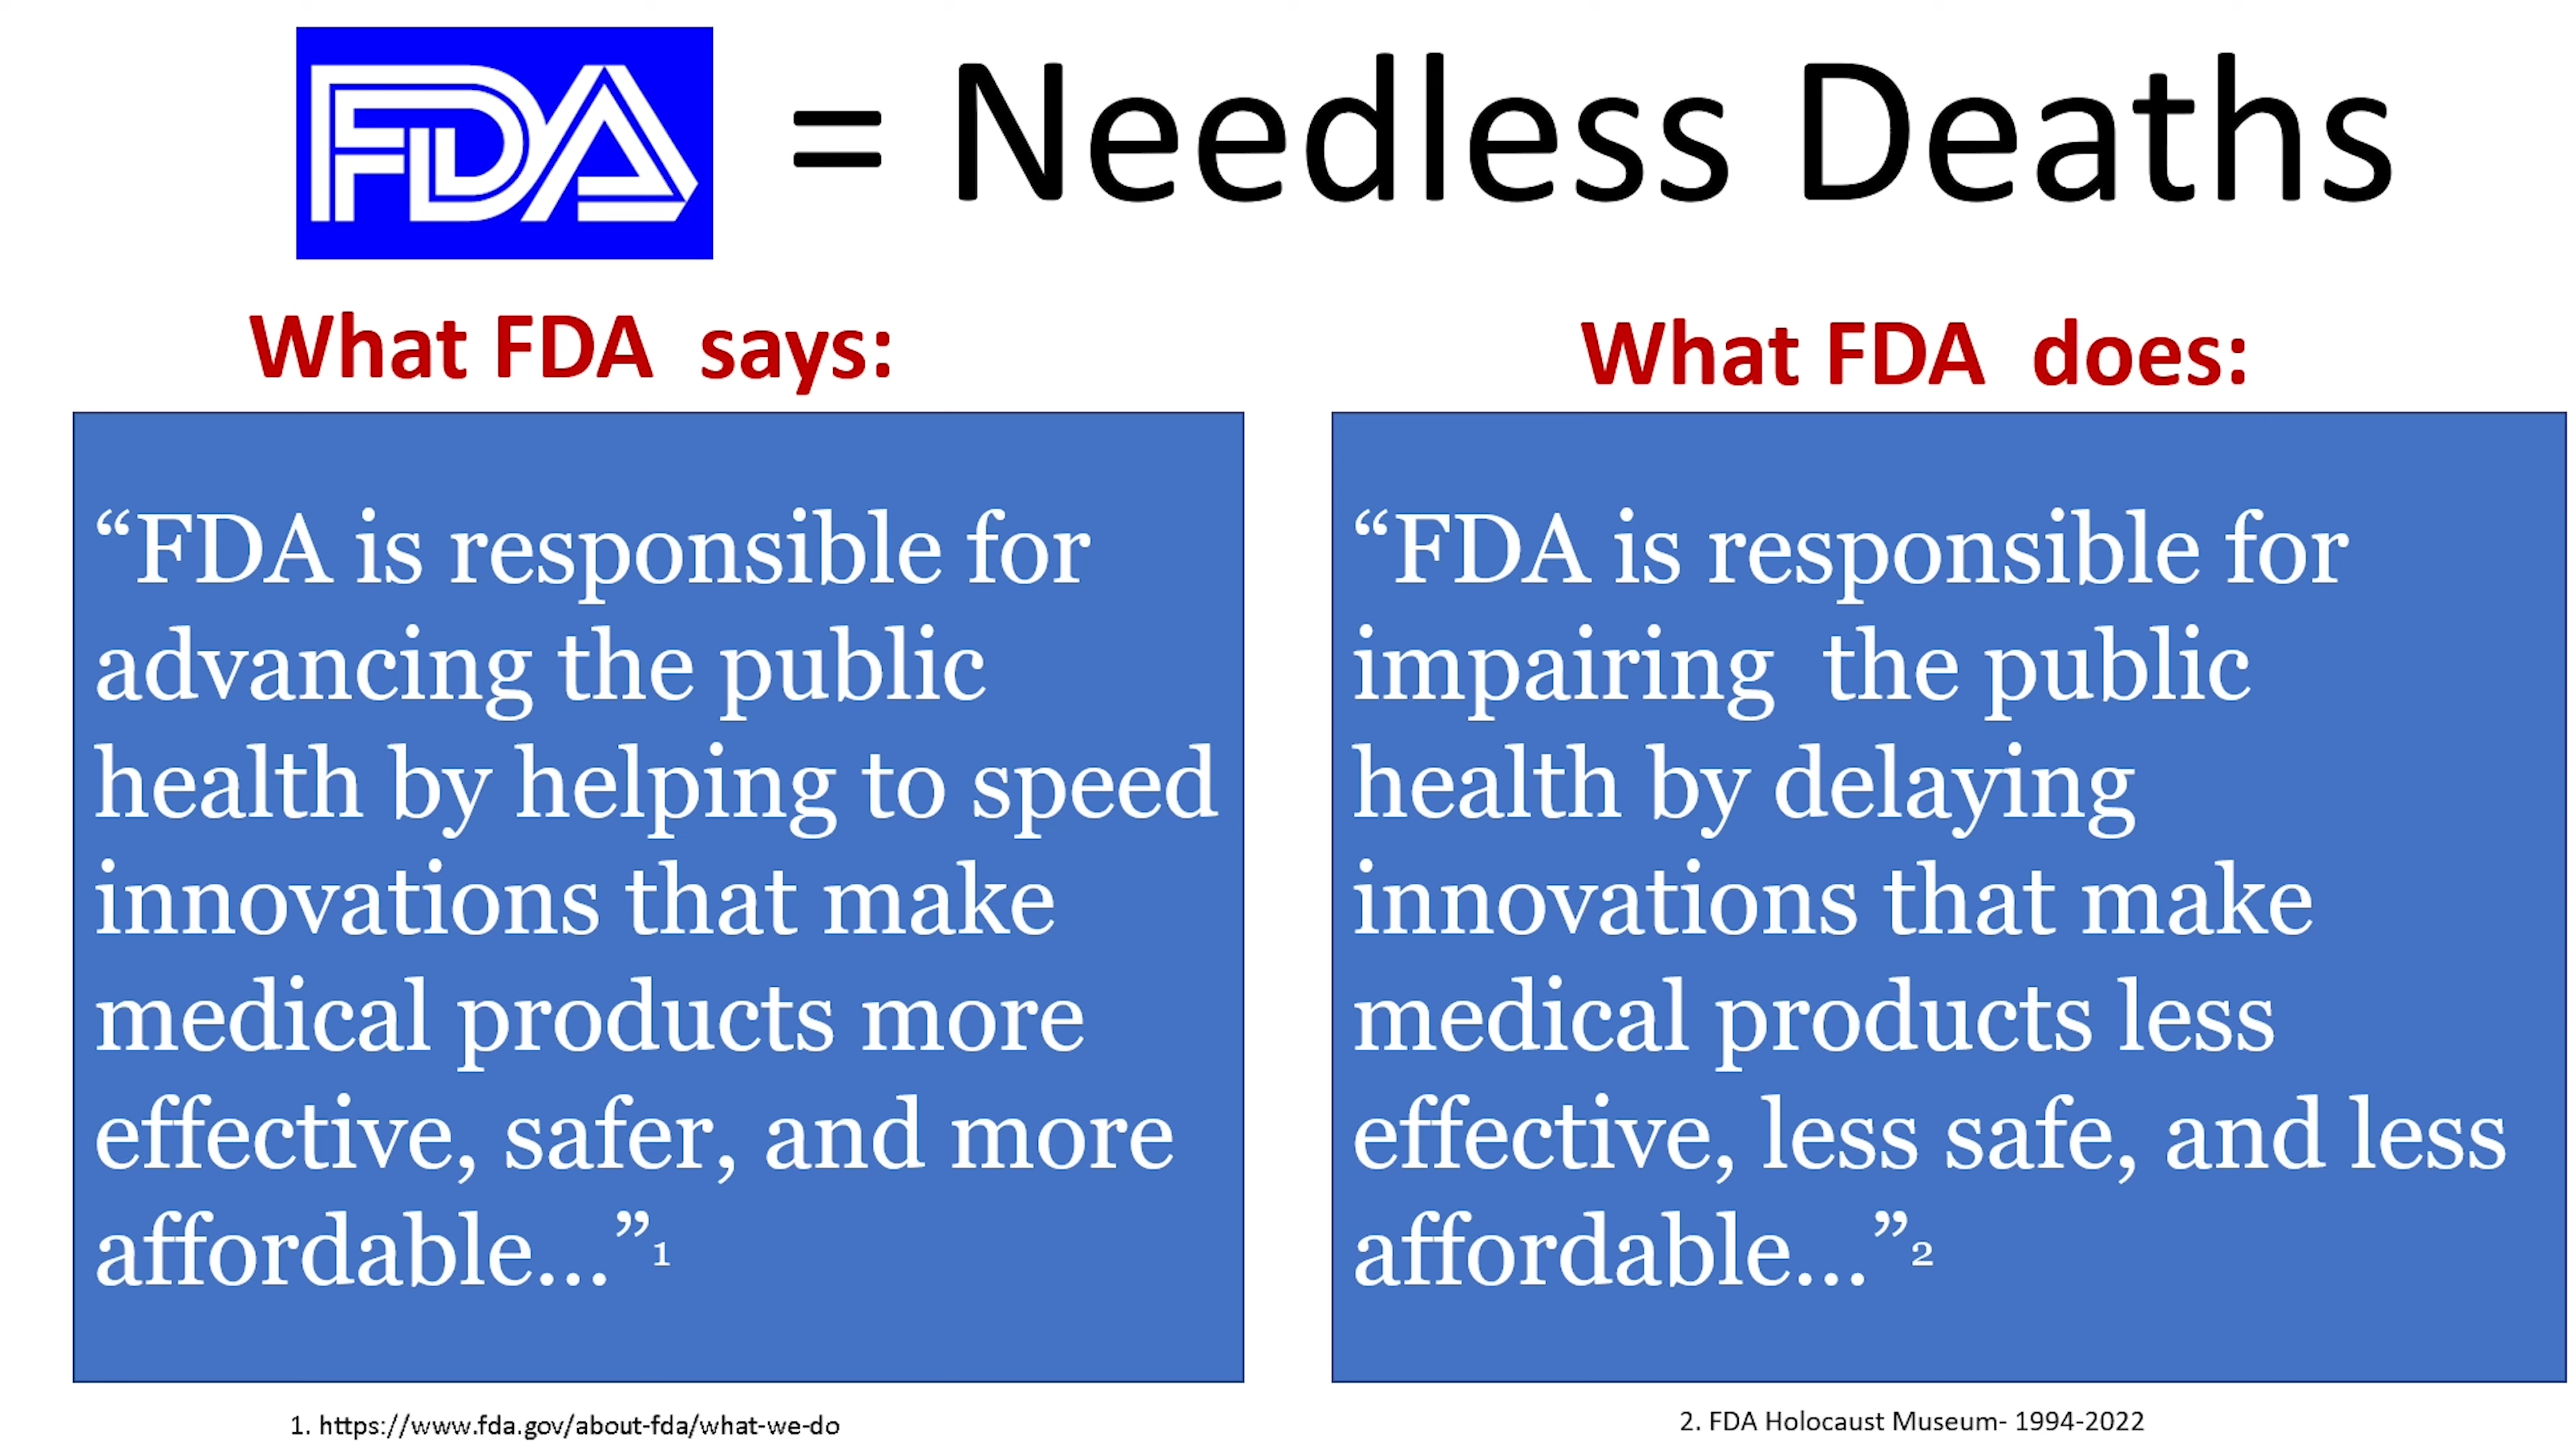 FDA = Needless Deaths
What FDA says:
“FDA is responsible for
advancing the public
health by helping to speed
innovations that make
medical products more
effective, safer, and more
affordable...”1
1. https://www.fda.gov/about-fda/what-we-do
What FDA does:
“FDA is responsible for
impairing the public
health by delaying
innovations that make
medical products less
effective, less safe, and less
affordable...”2
2. FDA Holocaust Museum- 1994-2022